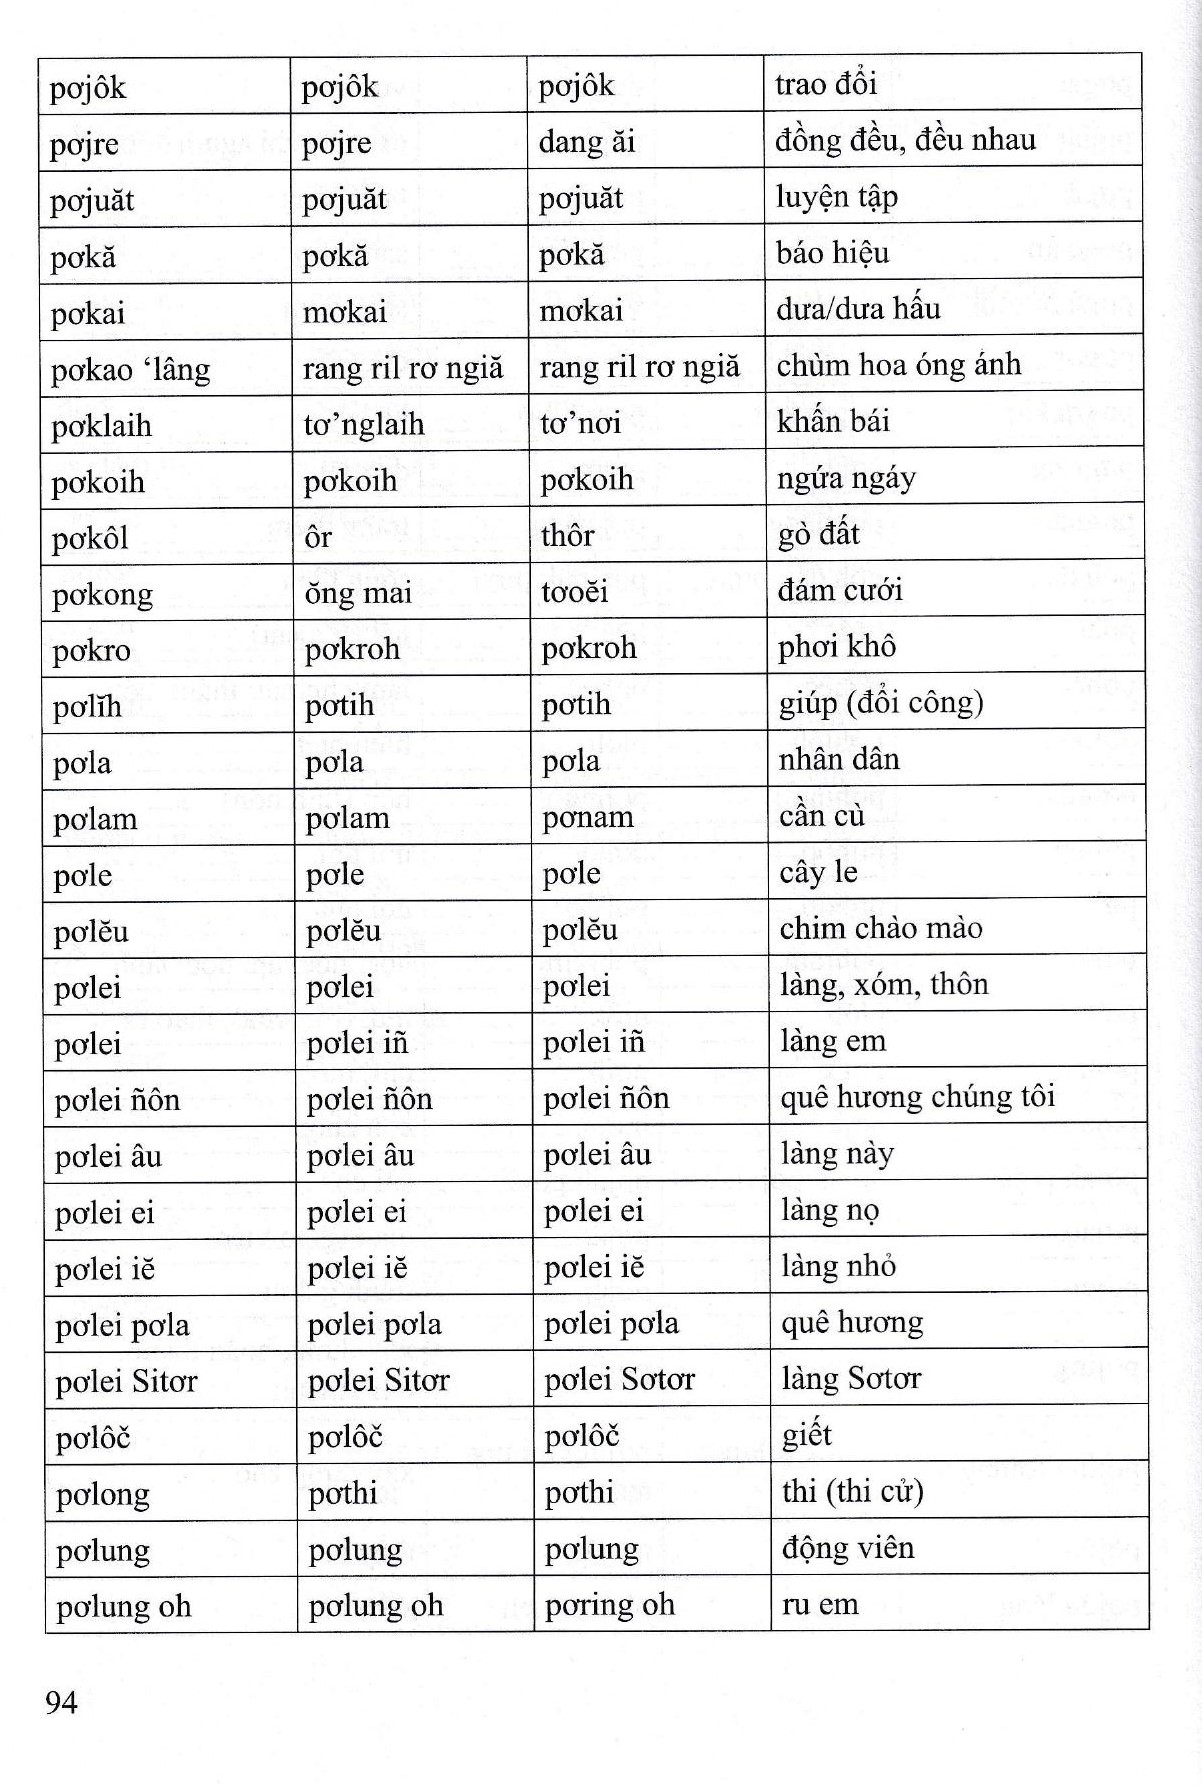 pơjôk pơjôk pơjôk trao đổi
pơjre pơjre dang ăi đồng đều, đều nhau
pơjuăt pơjuăt pơjuăt luyện tập
pơkă pơkă pơkă báo hiệu
pơkai mơkai mơkai dưa/dưa hấu
pơkao ‘lâng rang ril rơ ngiă rang ril rơ ngiă chùm hoa óng ánh
pơklaih tơ’nglaih tơ’nơi khấn bái
pơkoih pơkoih pơkoih ngứa ngáy
pơkôl ôr thôr gò đất
pơkong ŏng mai tơoĕi đám cưới
pơkro pơkroh pơkroh phơi khô
pơlĭh pơtih pơtih giúp (đổi công)
pơla pơla pơla nhân dân
pơlam pơlam pơnam cần cù
pơle pơle pơle cây le
pơlĕu pơlĕu pơlĕu chim chào mào
pơlei pơlei pơlei làng, xóm, thôn
pơlei pơlei iñ pơlei iñ làng em
pơlei ñôn pơlei ñôn pơlei ñôn quê hương chúng tôi
pơlei âu pơlei âu pơlei âu làng này
pơlei ei pơlei ei pơlei ei làng nọ
pơlei iĕ pơlei iĕ pơlei iĕ làng nhỏ
pơlei pơla pơlei pơla pơlei pơla quê hương
pơlei Sitơr pơlei Sitơr pơlei Sơtơr làng Sơtơr
pơlôč pơlôč pơlôč giết
pơlong pơthi pơthi thi (thi cử)
pơlung pơlung pơlung động viên
pơlung oh pơlung oh pơring oh ru em
94